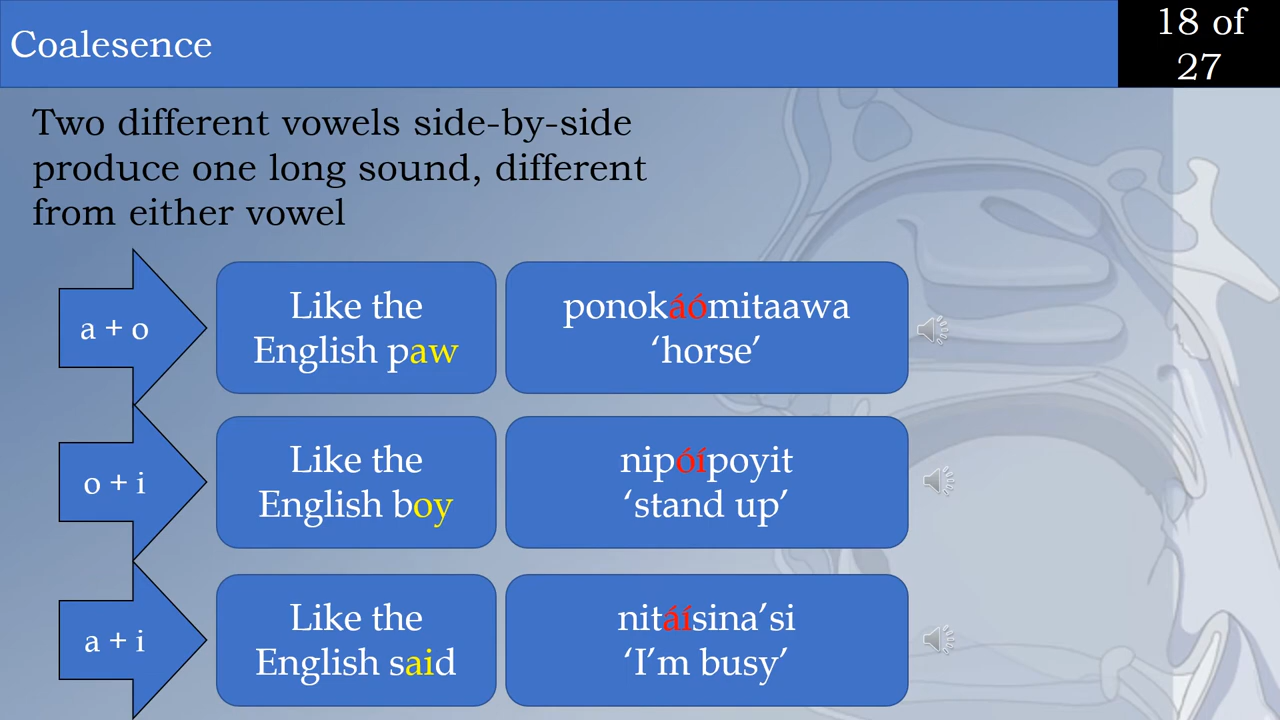 Coalesence
18 of
27
Two different vowels side-by-side
produce one long sound, different
from either vowel
a + o
Like the
English paw
ponokáómitaawa
‘horse’
o + i
Like the
English boy
nipóípoyit
‘stand up’
a + i
Like the
English said
nitáísina’si
‘I’m busy’